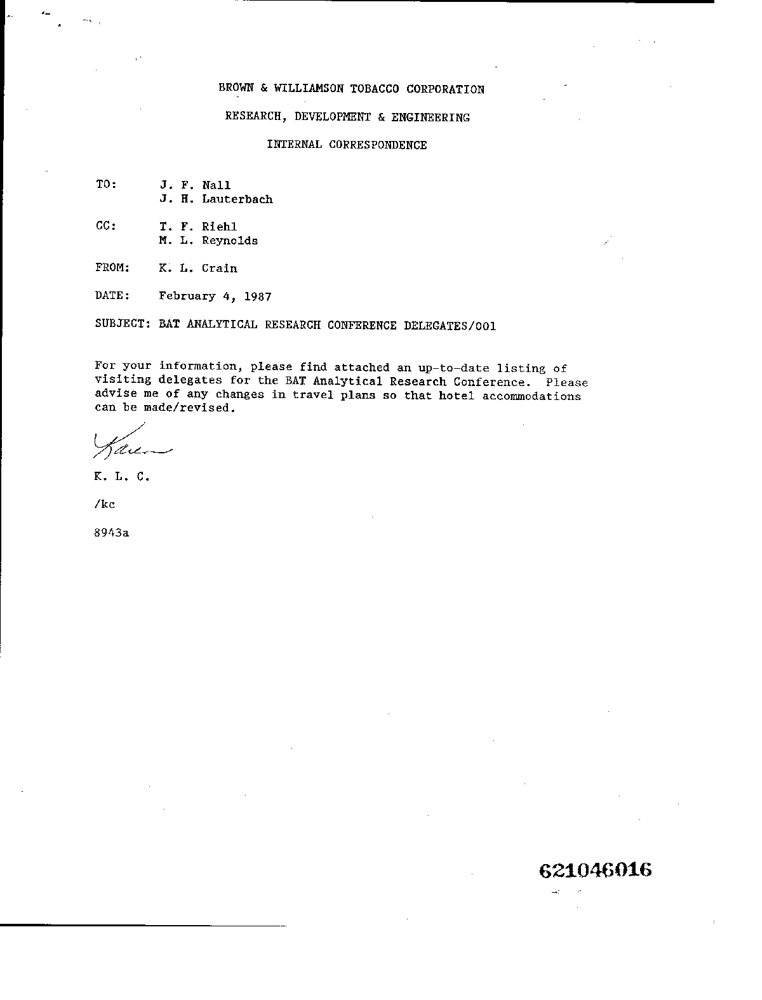 BROWN & WILLIAMSON TOBACCO CORPORATION
RESEARCH, DEVELOPMENT & ENGINEERING
INTERNAL CORRESPONDENCE
TO: J. F. Nall
J. H. Lauterbach
CC: T. F. Riehl
M. L. Reynolds
FROM: K. L. Crain
DATE: February 4, 1987
SUBJECT: BAT ANALYTICAL RESEARCH CONFERENCE DELEGATES/001
For your information, please find attached an up-to-date listing of
visiting delegates for the BAT Analytical Research Conference. Please
advise me of any changes in travel plans so that hotel accommodations
can be made/revised.
Karen
K. L. C.
/kc
8943a
621046016